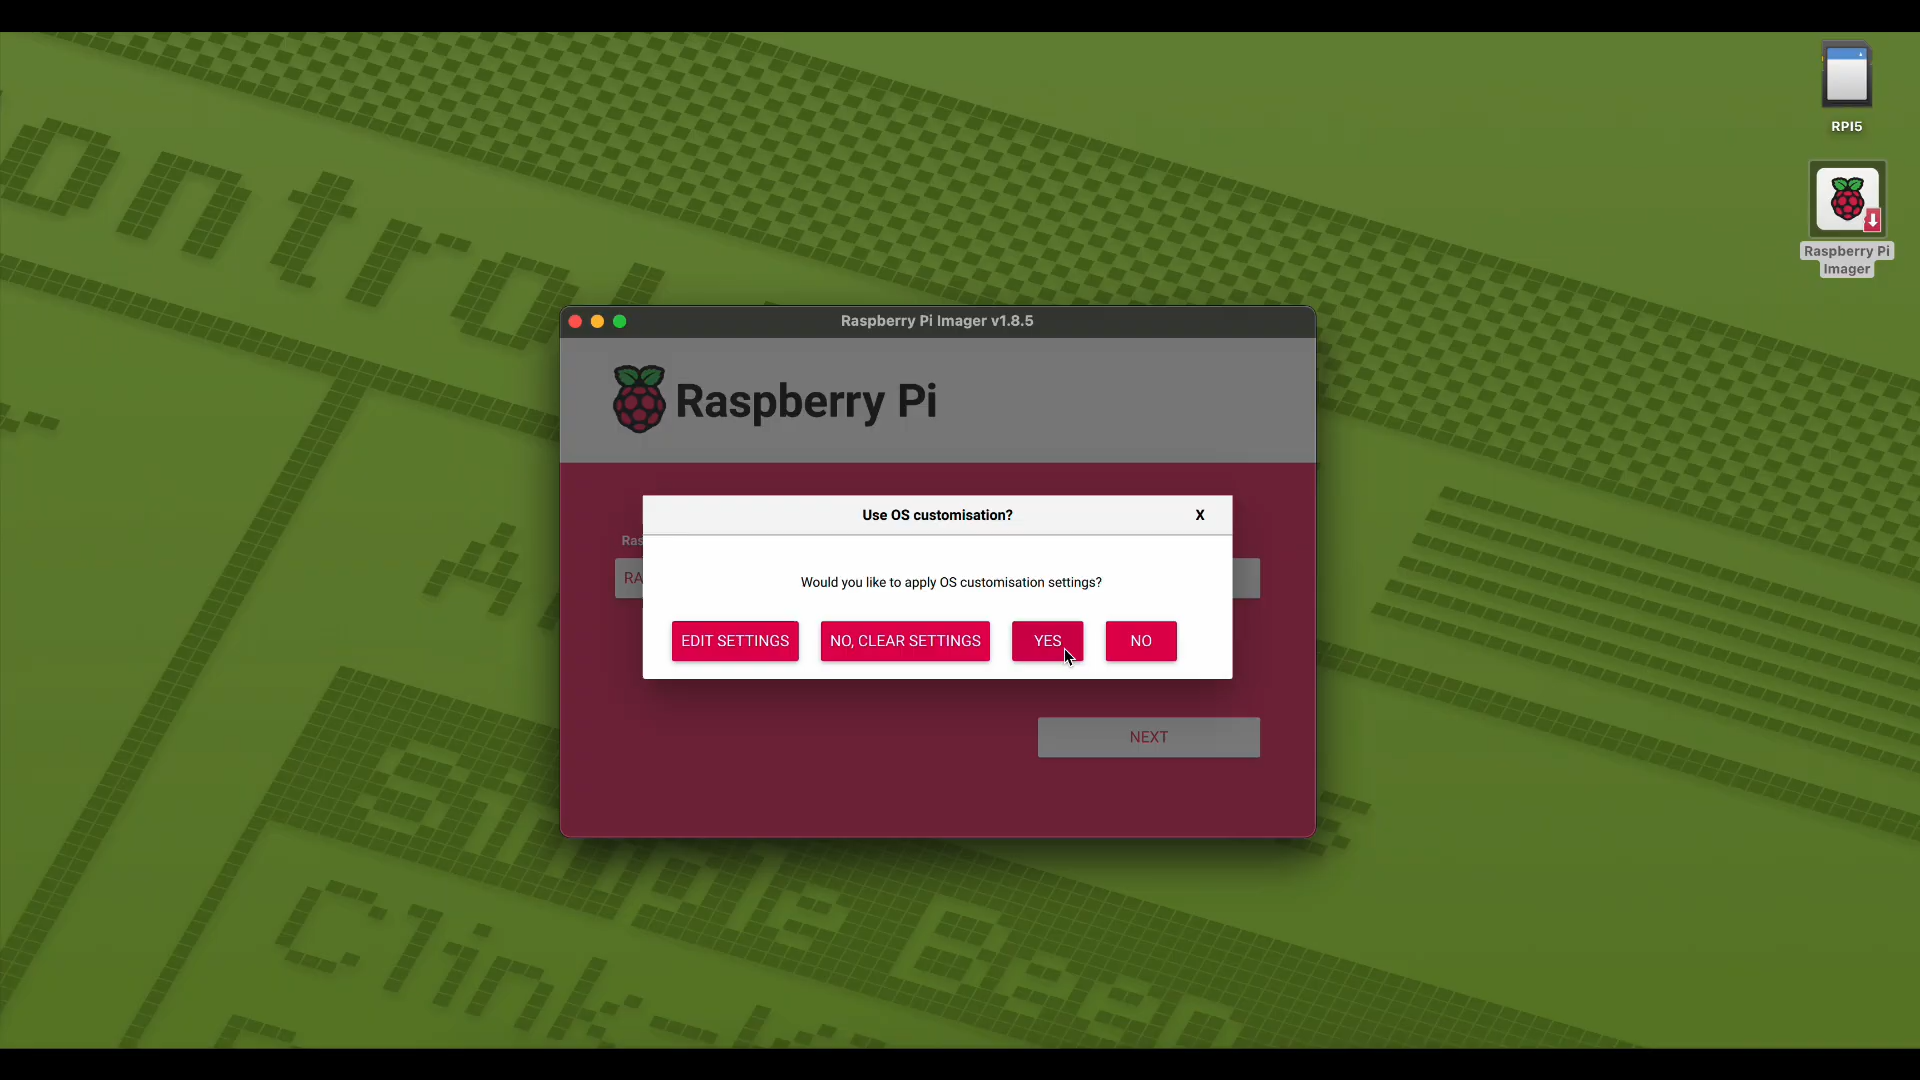 RPI5
Raspberry Pi
Imager
Raspberry Pi Imager v1.8.5
Raspberry Pi
Use OS customisation?
X
Would you like to apply OS customisation settings?
EDIT SETTINGS
NO, CLEAR SETTINGS
YES
NO
NEXT